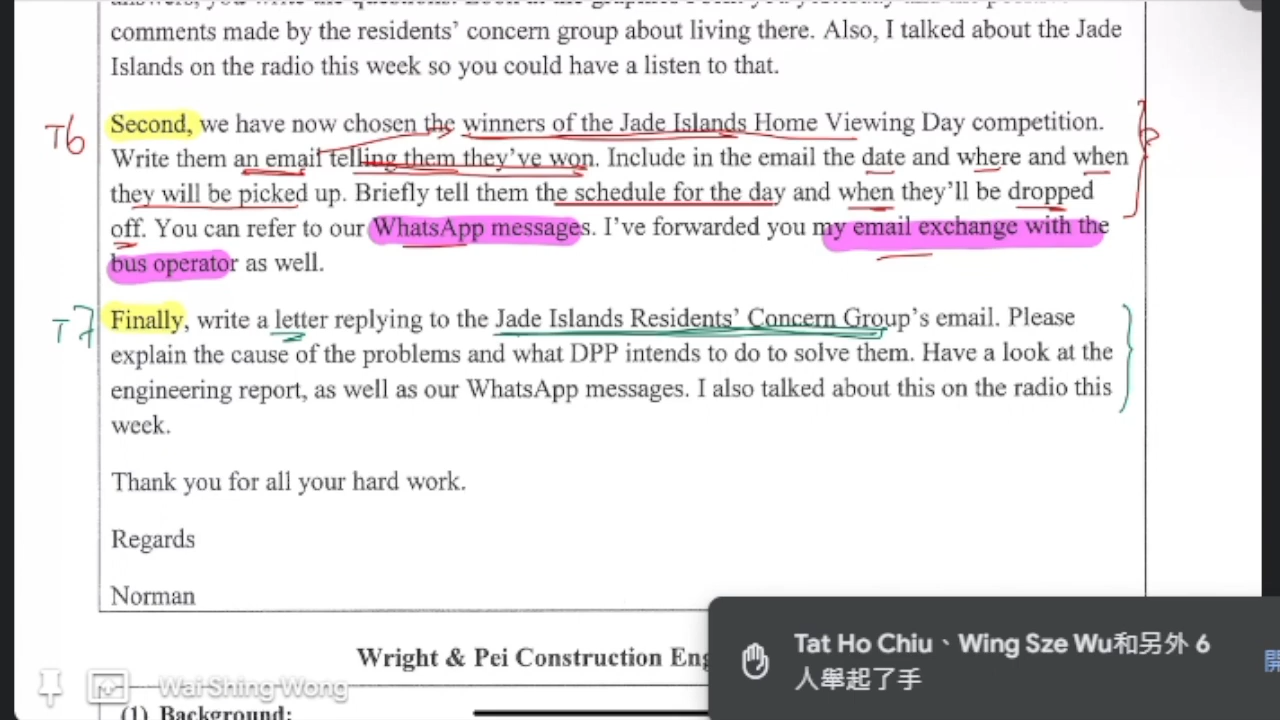 comments made by the residents' concern group about living there. Also, I talked about the Jade
Islands on the radio this week so you could have a listen to that.
T6
Second, we have now chosen the winners of the Jade Islands Home Viewing Day competition.
Write them an email telling them they've won. Include in the email the date and where and when
they will be picked up. Briefly tell them the schedule for the day and when they'll be dropped
off. You can refer to our WhatsApp messages. I've forwarded you my email exchange with the
bus operator as well.
T7
Finally, write a letter replying to the Jade Islands Residents' Concern Group's email. Please
explain the cause of the problems and what DPP intends to do to solve them. Have a look at the
engineering report, as well as our WhatsApp messages. I also talked about this on the radio this
week.
Thank you for all your hard work.
Regards
Norman
Wright & Pei Construction Eng
Wai Shing Wong
(1) Background:
Tat Ho Chiu、Wing Sze Wu和另外 6
人舉起了手
開